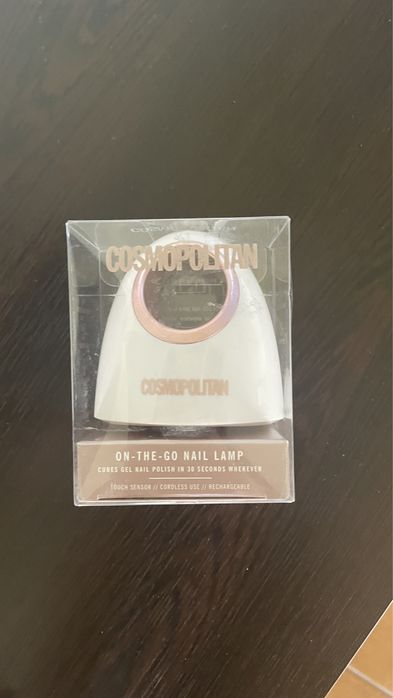 COSMOPOLITAN
COSMOPOLITAN
ON-THE-GO NAIL LAMP
CURES GEL NAIL POLISH IN 30 SECONDS WHEREVER
TOUCH SENSOR // CORDLESS USE // RECHARGEABLE